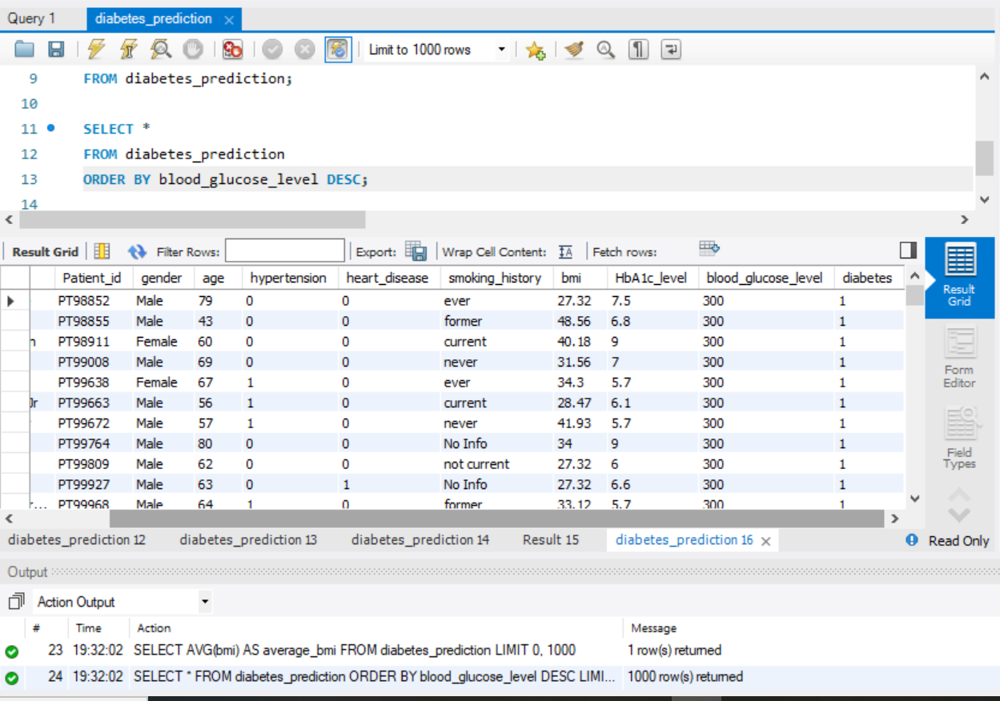 Query 1 diabetes_prediction ×
Limit to 1000 rows
9 FROM diabetes_prediction;
10
11 SELECT *
12 FROM diabetes_prediction
13 ORDER BY blood_glucose_level DESC;
14
Result Grid Filter Rows: Export: Wrap Cell Content: Fetch rows:
Patient_id gender age hypertension heart_disease smoking_history bmi HbA1c_level blood_glucose_level diabetes
PT98852 Male 79 0 0 ever 27.32 7.5 300 1
PT98855 Male 43 0 0 former 48.56 6.8 300 1
n PT98911 Female 60 0 0 current 40.18 9 300 1
PT99008 Male 69 0 0 never 31.56 7 300 1
PT99638 Female 67 1 0 ever 34.3 5.7 300 1
Jr PT99663 Male 56 1 0 current 28.47 6.1 300 1
PT99672 Male 57 1 0 never 41.93 5.7 300 1
PT99764 Male 80 0 0 No Info 34 9 300 1
PT99809 Male 62 0 0 not current 27.32 6 300 1
PT99927 Male 63 0 1 No Info 27.32 6.6 300 1
r... PT99968 Male 64 1 0 former 33.12 5.7 300 1
Result
Grid
Form
Editor
Field
Types
diabetes_prediction 12 diabetes_prediction 13 diabetes_prediction 14 Result 15 diabetes_prediction 16 × Read Only
Output
Action Output
# Time Action Message
23 19:32:02 SELECT AVG(bmi) AS average_bmi FROM diabetes_prediction LIMIT 0, 1000 1 row(s) returned
24 19:32:02 SELECT * FROM diabetes_prediction ORDER BY blood_glucose_level DESC LIMI... 1000 row(s) returned